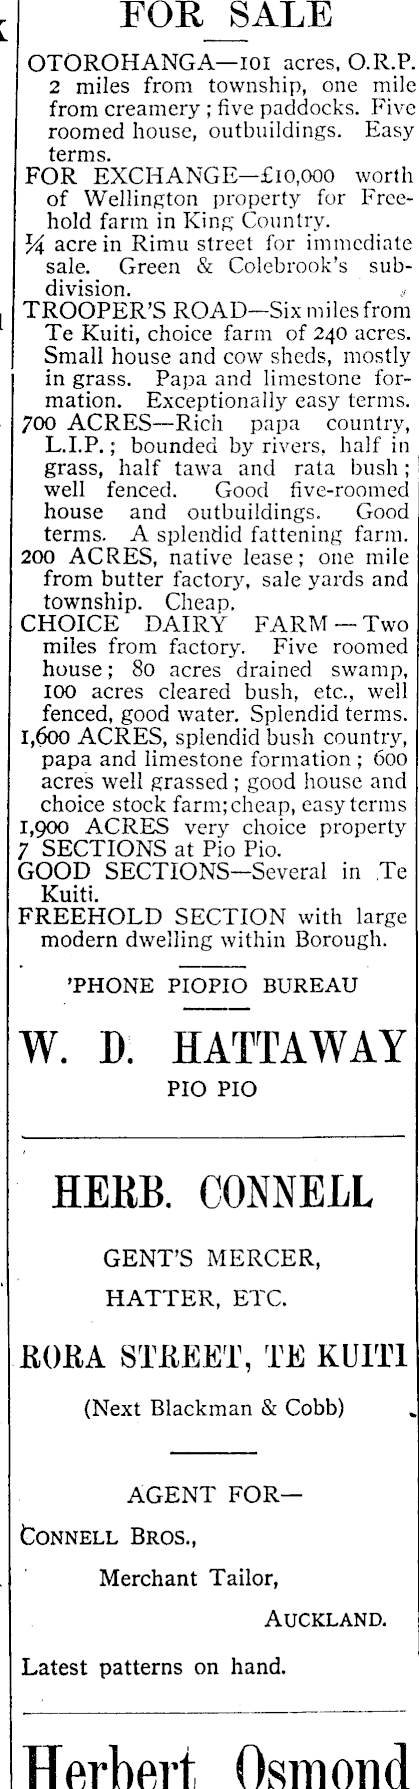 FOR SALE
OTOROHANGA—101 acres, O.R.P.
2 miles from township, one mile
from creamery ; five paddocks. Five
roomed house, outbuildings. Easy
terms.
FOR EXCHANGE—£10,000 worth
of Wellington property for Free-
hold farm in King Country.
¼ acre in Rimu street for immediate
sale. Green & Colebrook's sub-
division.
TROOPER'S ROAD—Six miles from
Te Kuiti, choice farm of 240 acres.
Small house and cow sheds, mostly
in grass. Papa and limestone for-
mation. Exceptionally easy terms.
700 ACRES—Rich papa country,
L.I.P. ; bounded by rivers, half in
grass, half tawa and rata bush ;
well fenced. Good five-roomed
house and outbuildings. Good
terms. A splendid fattening farm.
200 ACRES, native lease ; one mile
from butter factory, sale yards and
township. Cheap.
CHOICE DAIRY FARM — Two
miles from factory. Five roomed
house ; 80 acres drained swamp,
100 acres cleared bush, etc., well
fenced, good water. Splendid terms.
1,600 ACRES, splendid bush country,
papa and limestone formation ; 600
acres well grassed ; good house and
choice stock farm; cheap, easy terms
1,900 ACRES very choice property
7 SECTIONS at Pio Pio.
GOOD SECTIONS—Several in Te
Kuiti.
FREEHOLD SECTION with large
modern dwelling within Borough.
'PHONE PIOPIO BUREAU
W. D. HATTAWAY
PIO PIO
HERB. CONNELL
GENT'S MERCER,
HATTER, ETC.
RORA STREET, TE KUITI
(Next Blackman & Cobb)
AGENT FOR—
CONNELL BROS.,
Merchant Tailor,
AUCKLAND.
Latest patterns on hand.
Herbert Osmond